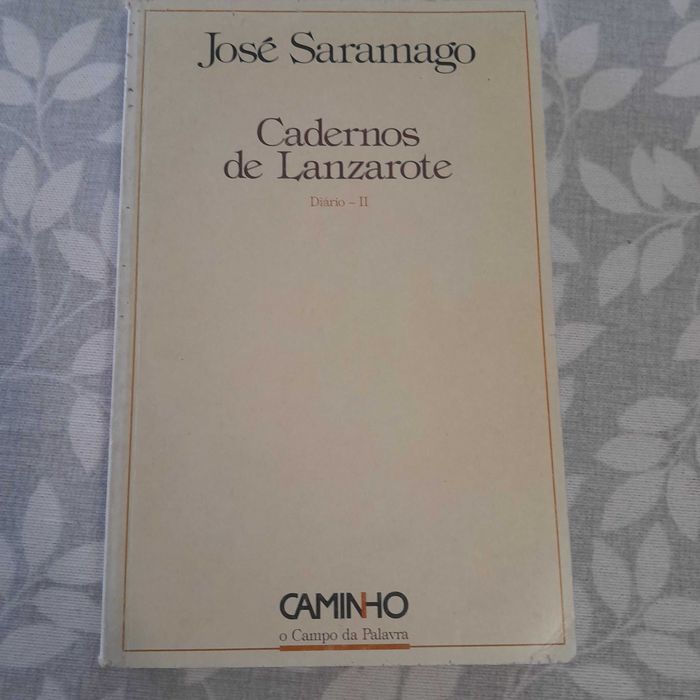 José Saramago
Cadernos
de Lanzarote
Diário – II
CAMINHO
o Campo da Palavra